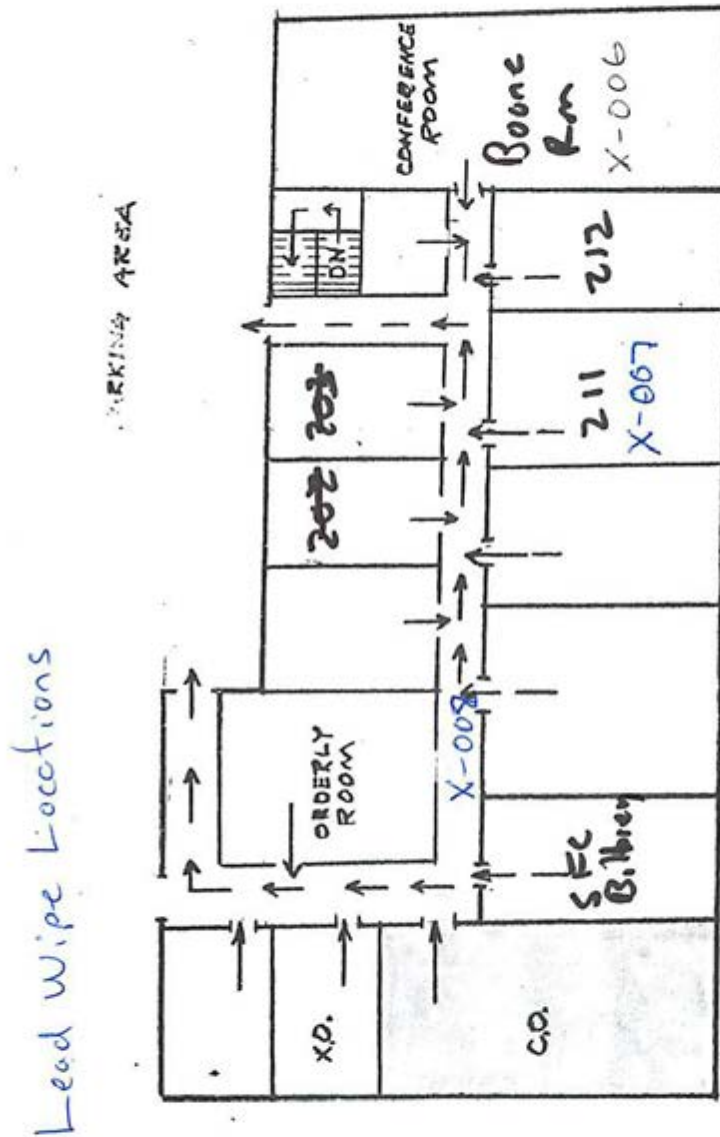 Lead Wipe Locations
PARKING AREA
CONFERENCE
ROOM
Boone
Rm
X-006
DN
212
203
202
211
X-007
ORDERLY
ROOM
X-008
SFC
X.O.
C.O.